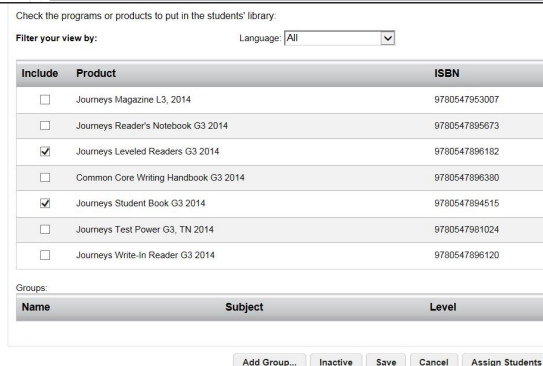 Check the programs or products to put in the students' library:
Filter your view by: Language: All
Include Product ISBN
Journeys Magazine L3, 2014 9780547953007
Journeys Reader's Notebook G3 2014 9780547895673
Journeys Leveled Readers G3 2014 9780547896182
Common Core Writing Handbook G3 2014 9780547896380
Journeys Student Book G3 2014 9780547894515
Journeys Test Power G3, TN 2014 9780547981024
Journeys Write-In Reader G3 2014 9780547896120
Groups:
Name Subject Level
Add Group... Inactive Save Cancel Assign Students